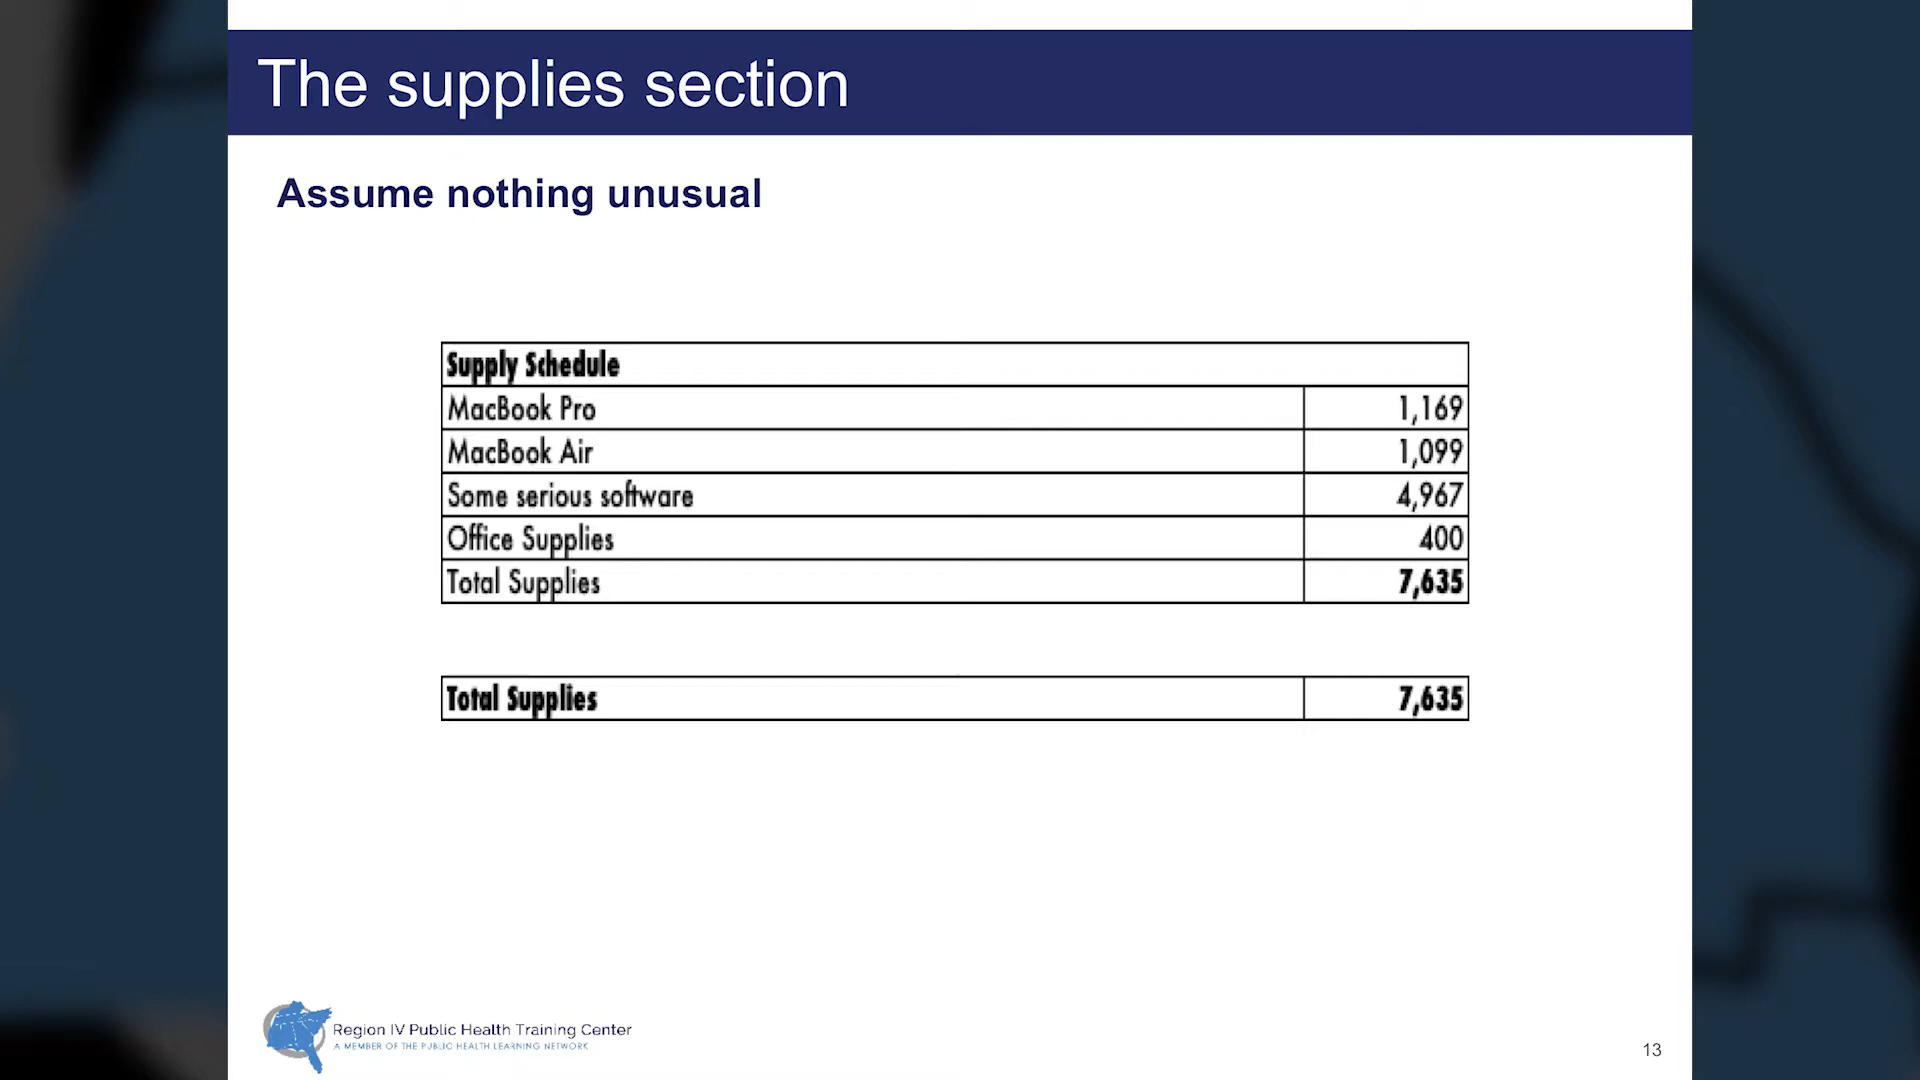 The supplies section
Assume nothing unusual
Supply Schedule
MacBook Pro 1,169
MacBook Air 1,099
Some serious software 4,967
Office Supplies 400
Total Supplies 7,635
Total Supplies 7,635
Region IV Public Health Training Center
A MEMBER OF THE PUBLIC HEALTH LEARNING NETWORK
13